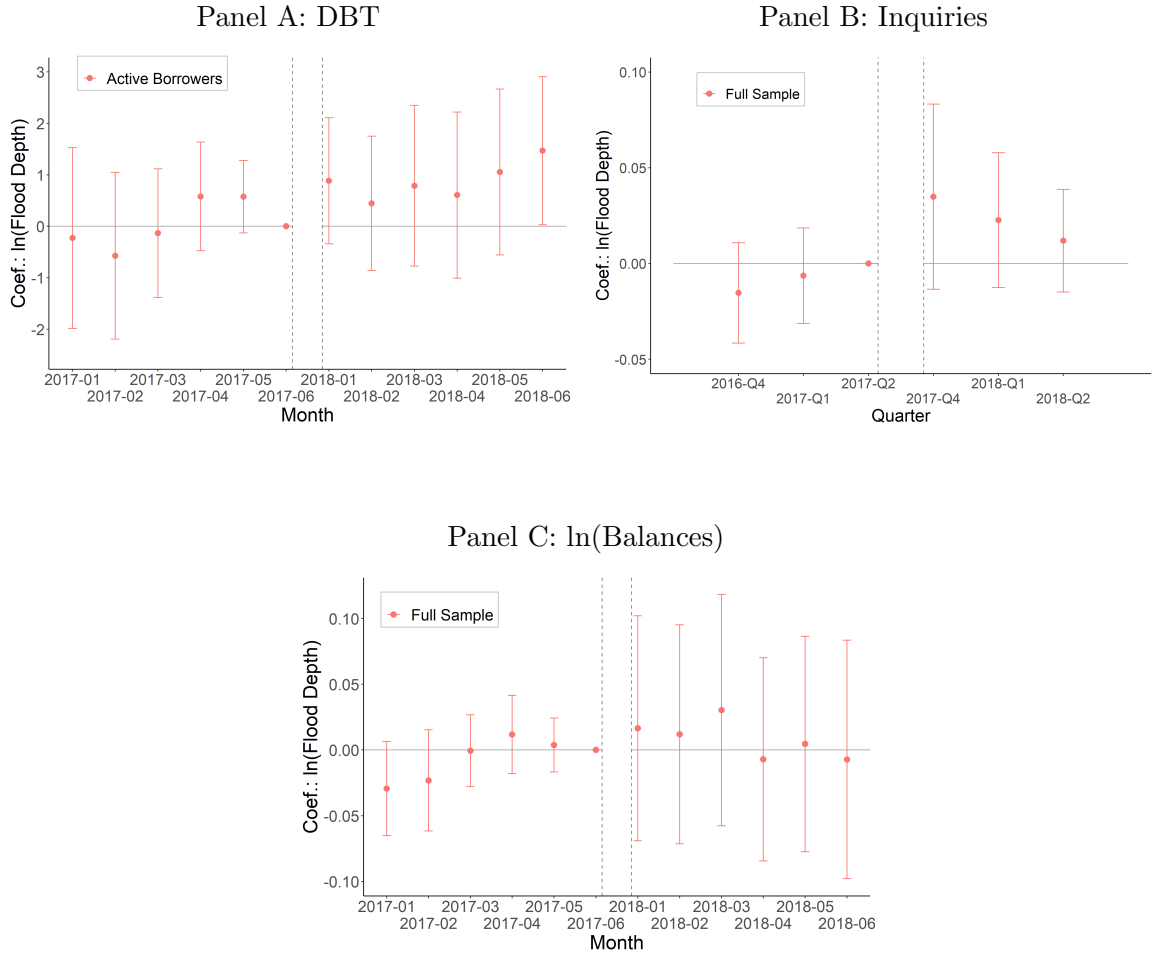 Panel A: DBT
Active Borrowers
Coef.: ln(Flood Depth)
3
2
1
0
-1
-2
2017-01 2017-03 2017-05 2018-01 2018-03 2018-05
2017-02 2017-04 2017-06 2018-02 2018-04 2018-06
Month
Panel B: Inquiries
Full Sample
Coef.: ln(Flood Depth)
0.10
0.05
0.00
-0.05
2016-Q4 2017-Q2 2018-Q1
2017-Q1 2017-Q4 2018-Q2
Quarter
Panel C: ln(Balances)
Full Sample
Coef.: ln(Flood Depth)
0.10
0.05
0.00
-0.05
-0.10
2017-01 2017-03 2017-05 2018-01 2018-03 2018-05
2017-02 2017-04 2017-06 2018-02 2018-04 2018-06
Month